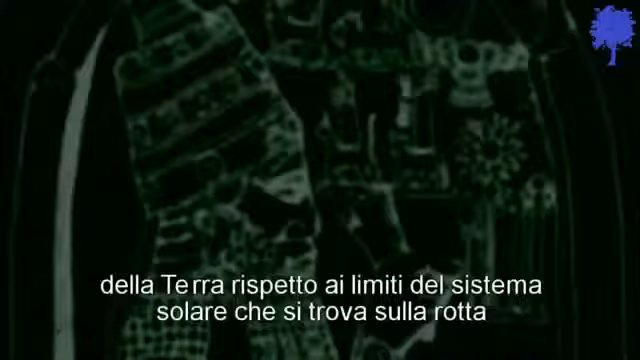 della Terra rispetto ai limiti del sistema
solare che si trova sulla rotta